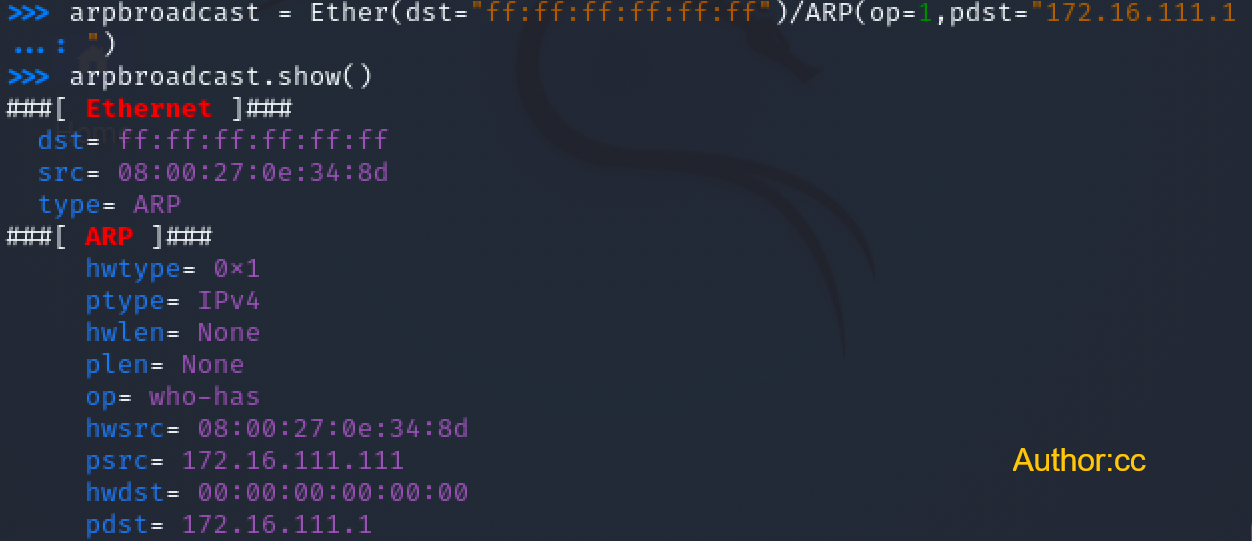 >>> arpbroadcast = Ether(dst="ff:ff:ff:ff:ff:ff")/ARP(op=1,pdst="172.16.111.1
...: ")
>>> arpbroadcast.show()
###[ Ethernet ]###
  dst= ff:ff:ff:ff:ff:ff
  src= 08:00:27:0e:34:8d
  type= ARP
###[ ARP ]###
     hwtype= 0×1
     ptype= IPv4
     hwlen= None
     plen= None
     op= who-has
     hwsrc= 08:00:27:0e:34:8d
     psrc= 172.16.111.111
     hwdst= 00:00:00:00:00:00
     pdst= 172.16.111.1
Author:cc